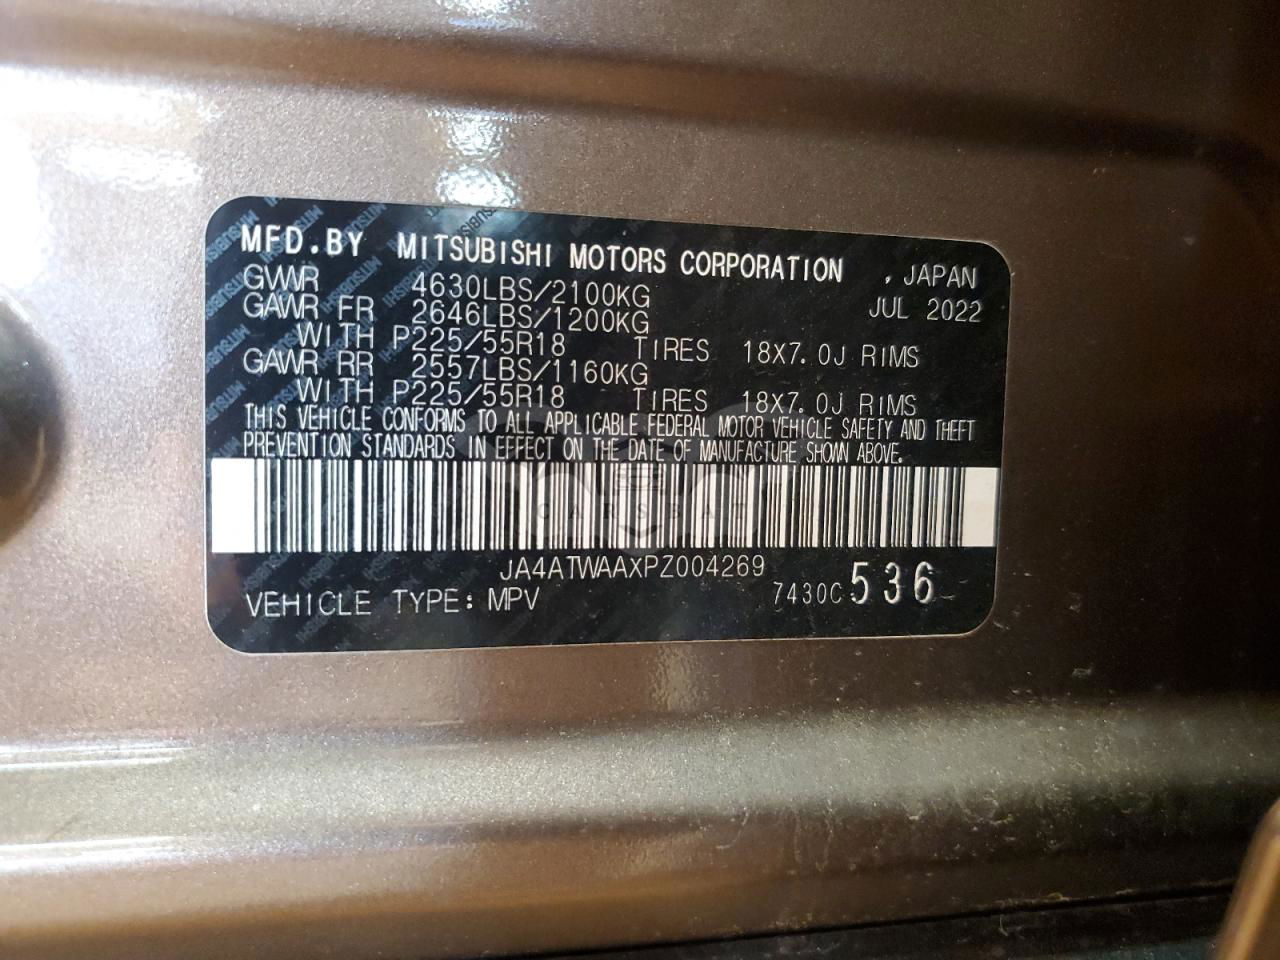 MFD.BY MITSUBISHI MOTORS CORPORATION , JAPAN
GVWR 4630LBS/2100KG JUL 2022
GAWR FR 2646LBS/1200KG
WITH P225/55R18 TIRES 18X7.0J RIMS
GAWR RR 2557LBS/1160KG
WITH P225/55R18 TIRES 18X7.0J RIMS
THIS VEHICLE CONFORMS TO ALL APPLICABLE FEDERAL MOTOR VEHICLE SAFETY AND THEFT
PREVENTION STANDARDS IN EFFECT ON THE DATE OF MANUFACTURE SHOWN ABOVE.
JA4ATWAAXPZ004269
VEHICLE TYPE: MPV 7430C 536